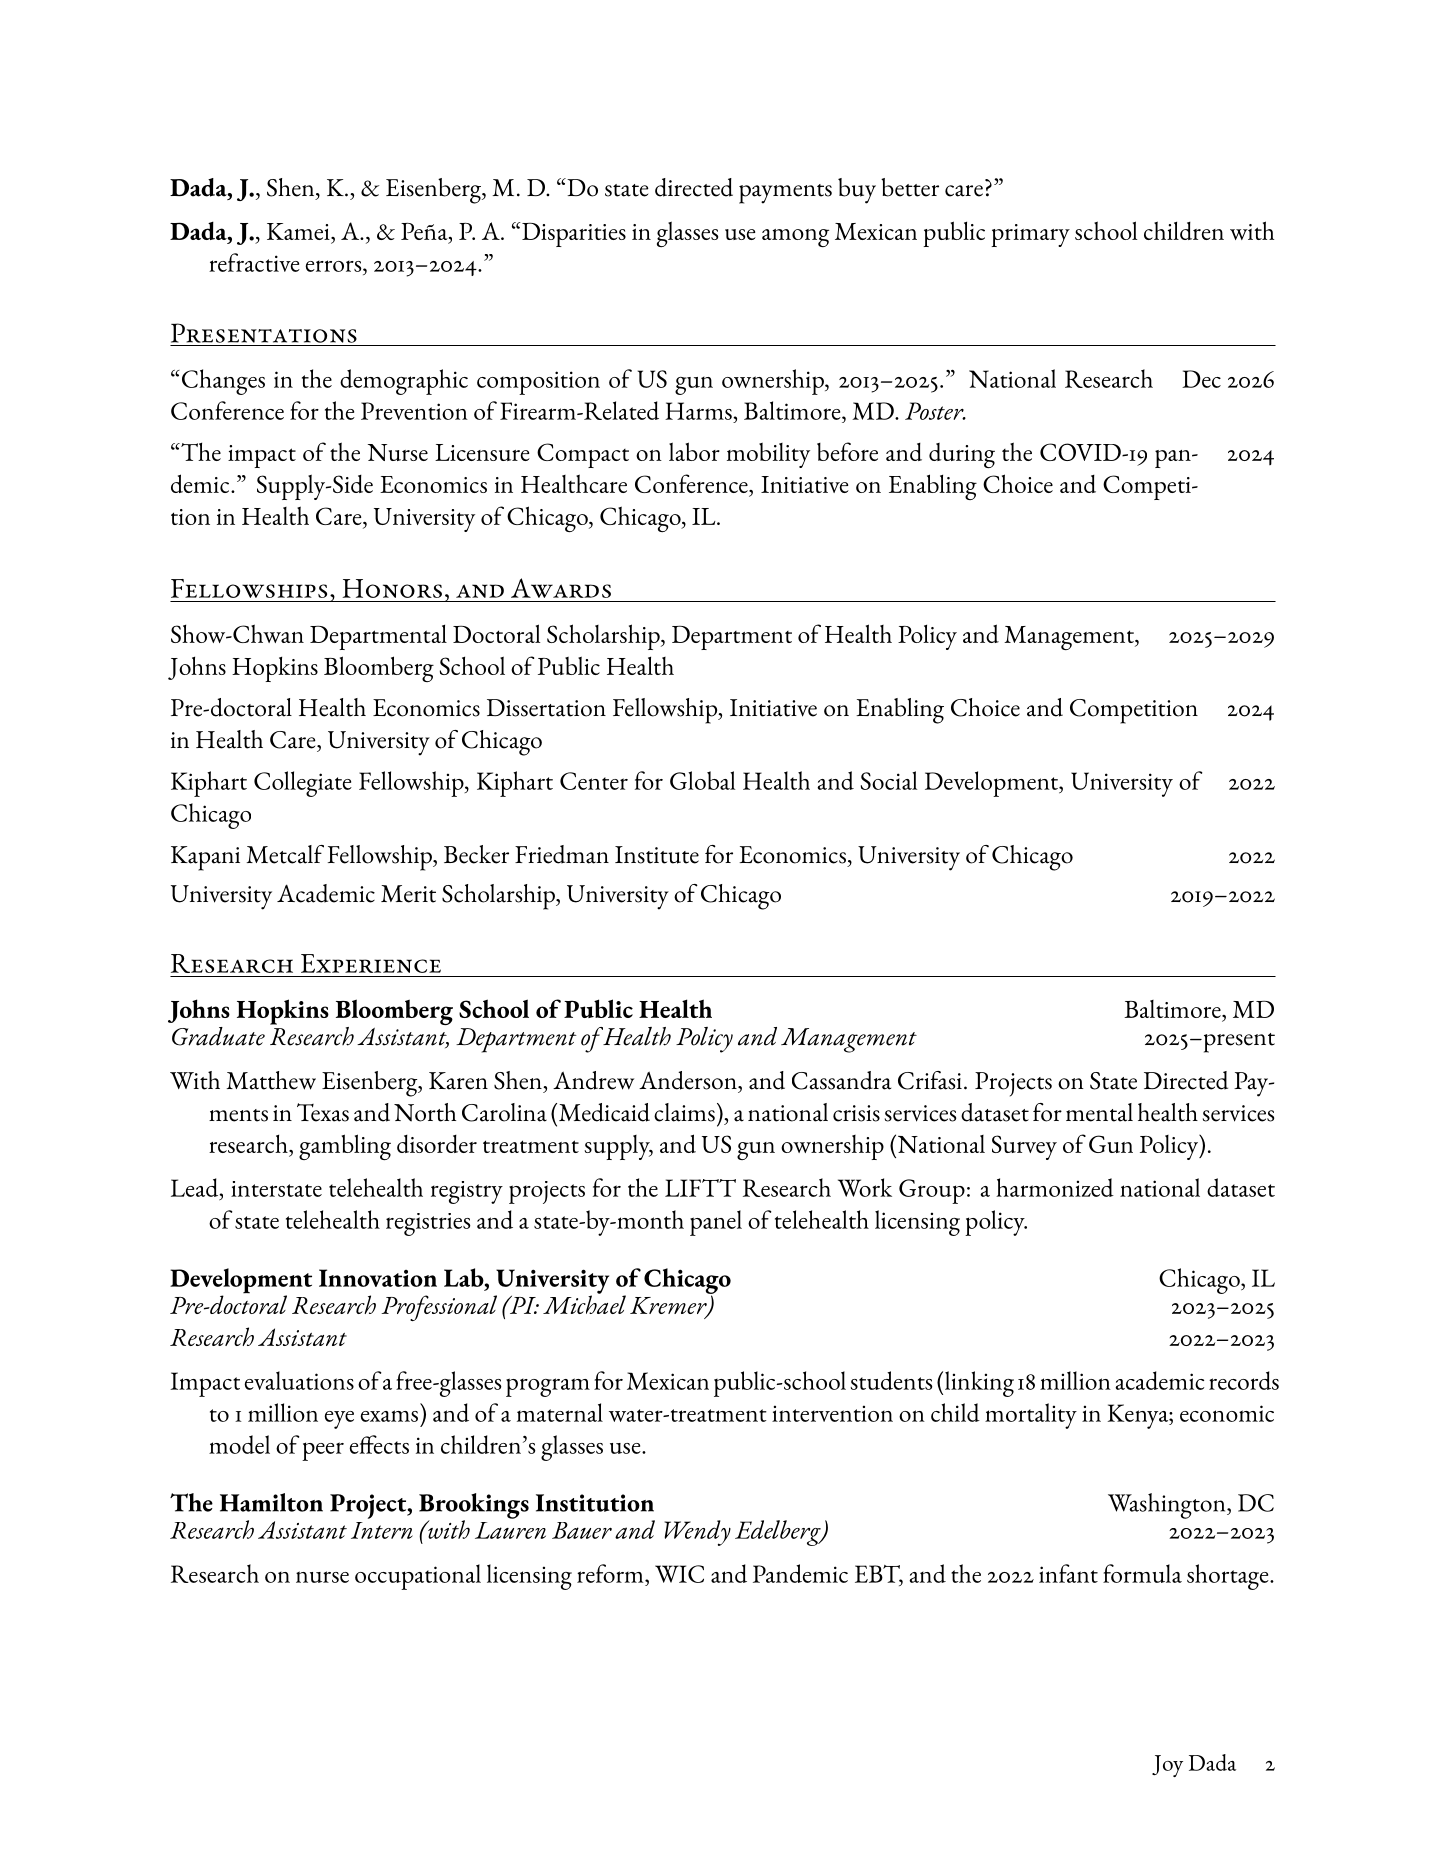 Dada, J., Shen, K., & Eisenberg, M. D. “Do state directed payments buy better care?”
Dada, J., Kamei, A., & Peña, P. A. “Disparities in glasses use among Mexican public primary school children with
refractive errors, 2013–2024.”
Presentations
“Changes in the demographic composition of US gun ownership, 2013–2025.” National Research Dec 2026
Conference for the Prevention of Firearm-Related Harms, Baltimore, MD. Poster.
“The impact of the Nurse Licensure Compact on labor mobility before and during the COVID-19 pan- 2024
demic.” Supply-Side Economics in Healthcare Conference, Initiative on Enabling Choice and Competi-
tion in Health Care, University of Chicago, Chicago, IL.
Fellowships, Honors, and Awards
Show-Chwan Departmental Doctoral Scholarship, Department of Health Policy and Management, 2025–2029
Johns Hopkins Bloomberg School of Public Health
Pre-doctoral Health Economics Dissertation Fellowship, Initiative on Enabling Choice and Competition 2024
in Health Care, University of Chicago
Kiphart Collegiate Fellowship, Kiphart Center for Global Health and Social Development, University of 2022
Chicago
Kapani Metcalf Fellowship, Becker Friedman Institute for Economics, University of Chicago 2022
University Academic Merit Scholarship, University of Chicago 2019–2022
Research Experience
Johns Hopkins Bloomberg School of Public Health Baltimore, MD
Graduate Research Assistant, Department of Health Policy and Management 2025–present
With Matthew Eisenberg, Karen Shen, Andrew Anderson, and Cassandra Crifasi. Projects on State Directed Pay-
ments in Texas and North Carolina (Medicaid claims), a national crisis services dataset for mental health services
research, gambling disorder treatment supply, and US gun ownership (National Survey of Gun Policy).
Lead, interstate telehealth registry projects for the LIFTT Research Work Group: a harmonized national dataset
of state telehealth registries and a state-by-month panel of telehealth licensing policy.
Development Innovation Lab, University of Chicago Chicago, IL
Pre-doctoral Research Professional (PI: Michael Kremer) 2023–2025
Research Assistant 2022–2023
Impact evaluations of a free-glasses program for Mexican public-school students (linking 18 million academic records
to 1 million eye exams) and of a maternal water-treatment intervention on child mortality in Kenya; economic
model of peer effects in children’s glasses use.
The Hamilton Project, Brookings Institution Washington, DC
Research Assistant Intern (with Lauren Bauer and Wendy Edelberg) 2022–2023
Research on nurse occupational licensing reform, WIC and Pandemic EBT, and the 2022 infant formula shortage.
Joy Dada 2